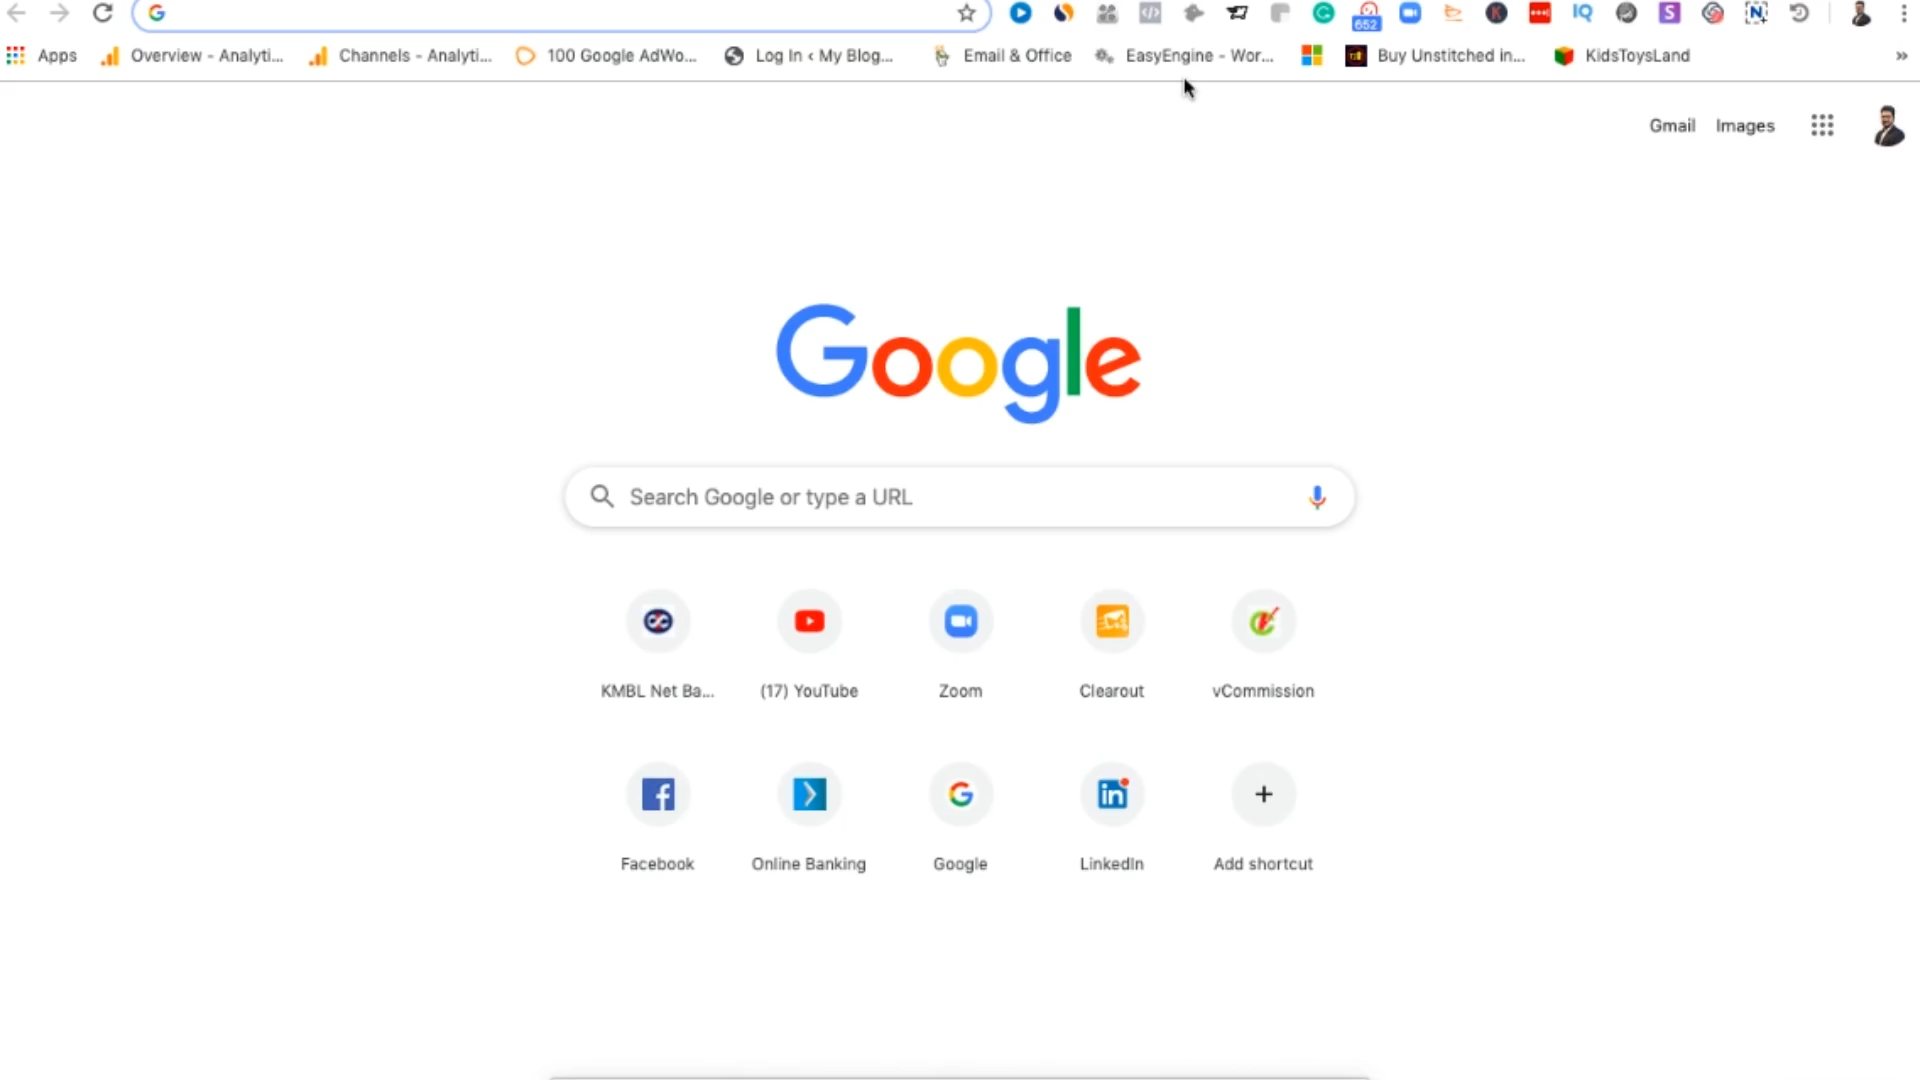 652
Apps Overview - Analyti... Channels - Analyti... 100 Google AdWo... Log In ‹ My Blog... Email & Office EasyEngine - Wor... Buy Unstitched in... KidsToysLand »
Gmail Images
Google
Search Google or type a URL
KMBL Net Ba... (17) YouTube Zoom Clearout vCommission
Facebook Online Banking Google LinkedIn Add shortcut